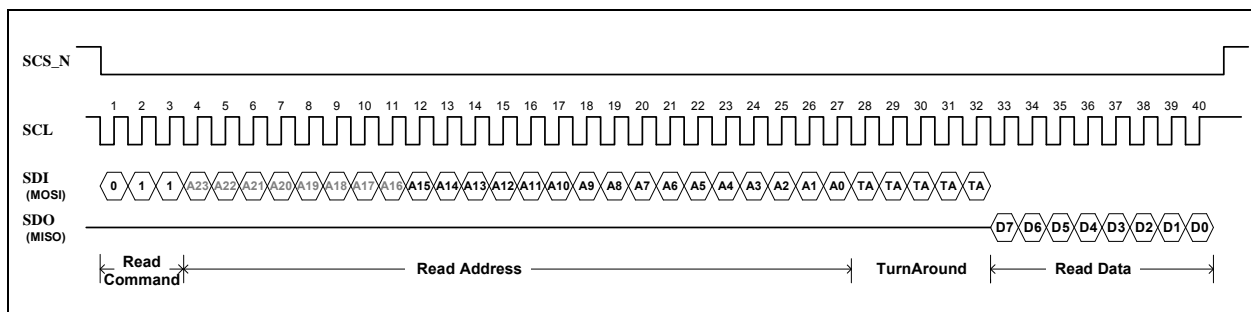 SCS_N
1 2 3 4 5 6 7 8 9 10 11 12 13 14 15 16 17 18 19 20 21 22 23 24 25 26 27 28 29 30 31 32 33 34 35 36 37 38 39 40
SCL
SDI
(MOSI)
0 1 1 A23 A22 A21 A20 A19 A18 A17 A16 A15 A14 A13 A12 A11 A10 A9 A8 A7 A6 A5 A4 A3 A2 A1 A0 TA TA TA TA TA
SDO
(MISO)
D7 D6 D5 D4 D3 D2 D1 D0
Read
Command
Read Address
TurnAround
Read Data